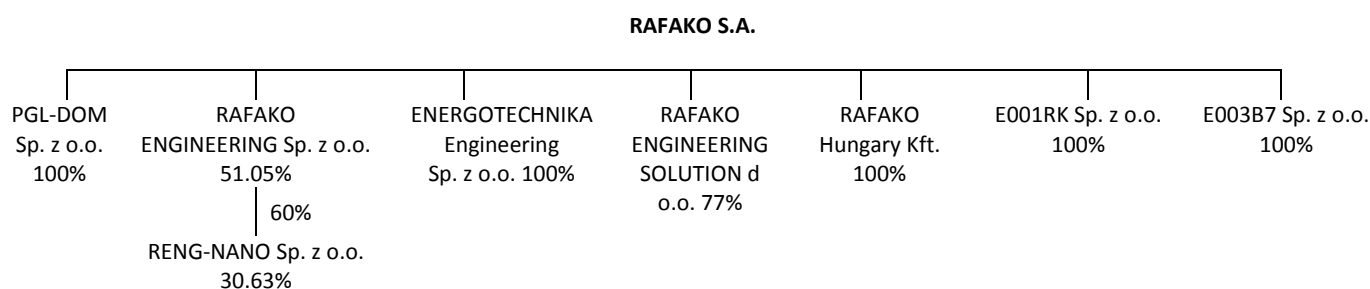 RAFAKO S.A.
PGL-DOM
Sp. z o.o.
100%
RAFAKO
ENGINEERING Sp. z o.o.
51.05%
60%
RENG-NANO Sp. z o.o.
30.63%
ENERGOTECHNIKA
Engineering
Sp. z o.o. 100%
RAFAKO
ENGINEERING
SOLUTION d
o.o. 77%
RAFAKO
Hungary Kft.
100%
E001RK Sp. z o.o.
100%
E003B7 Sp. z o.o.
100%